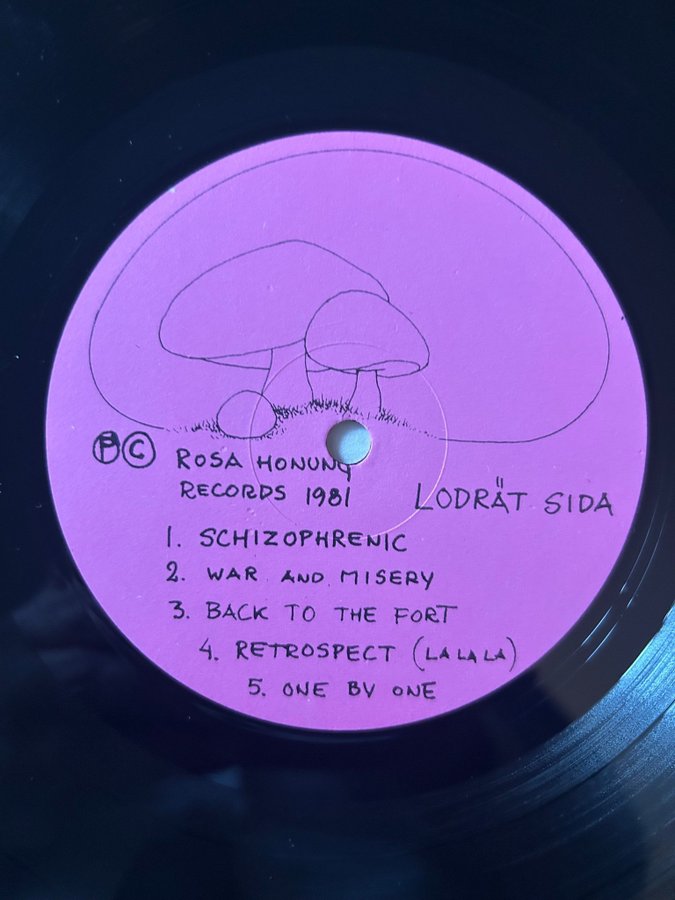 Ⓟ © ROSA HONUNG
RECORDS 1981
LODRÄT SIDA
1. SCHIZOPHRENIC
2. WAR AND MISERY
3. BACK TO THE FORT
4. RETROSPECT (LA LA LA)
5. ONE BY ONE